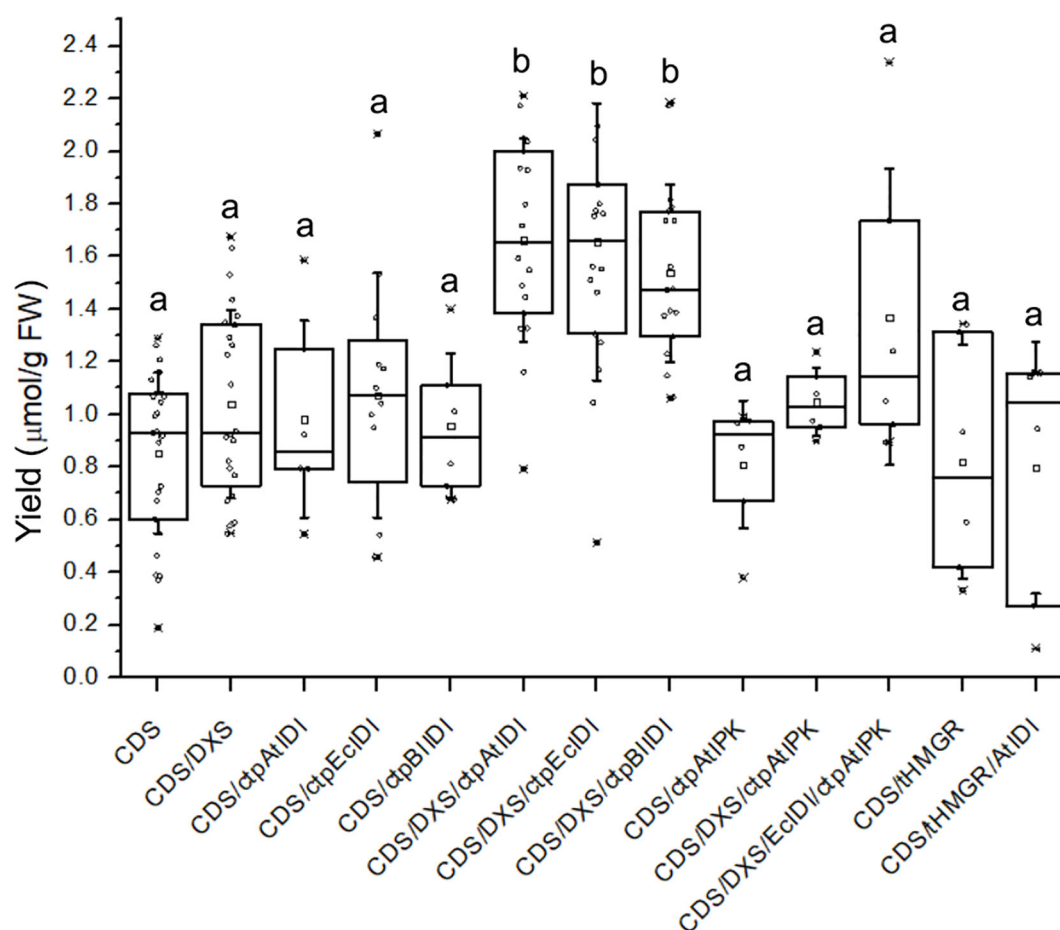 2.4
2.2
2.0
1.8
1.6
1.4
1.2
1.0
0.8
0.6
0.4
0.2
0.0
Yield (μmol/g FW)
a
a
a
a
a
b
b
b
a
a
a
a
a
CDS
CDS/DXS
CDS/ctpAtIDI
CDS/ctpEcIDI
CDS/ctpBlIDI
CDS/DXS/ctpAtIDI
CDS/DXS/ctpEcIDI
CDS/DXS/ctpBlIDI
CDS/ctpAtIPK
CDS/DXS/ctpAtIPK
CDS/DXS/EcIDI/ctpAtIPK
CDS/tHMGR
CDS/tHMGR/AtIDI